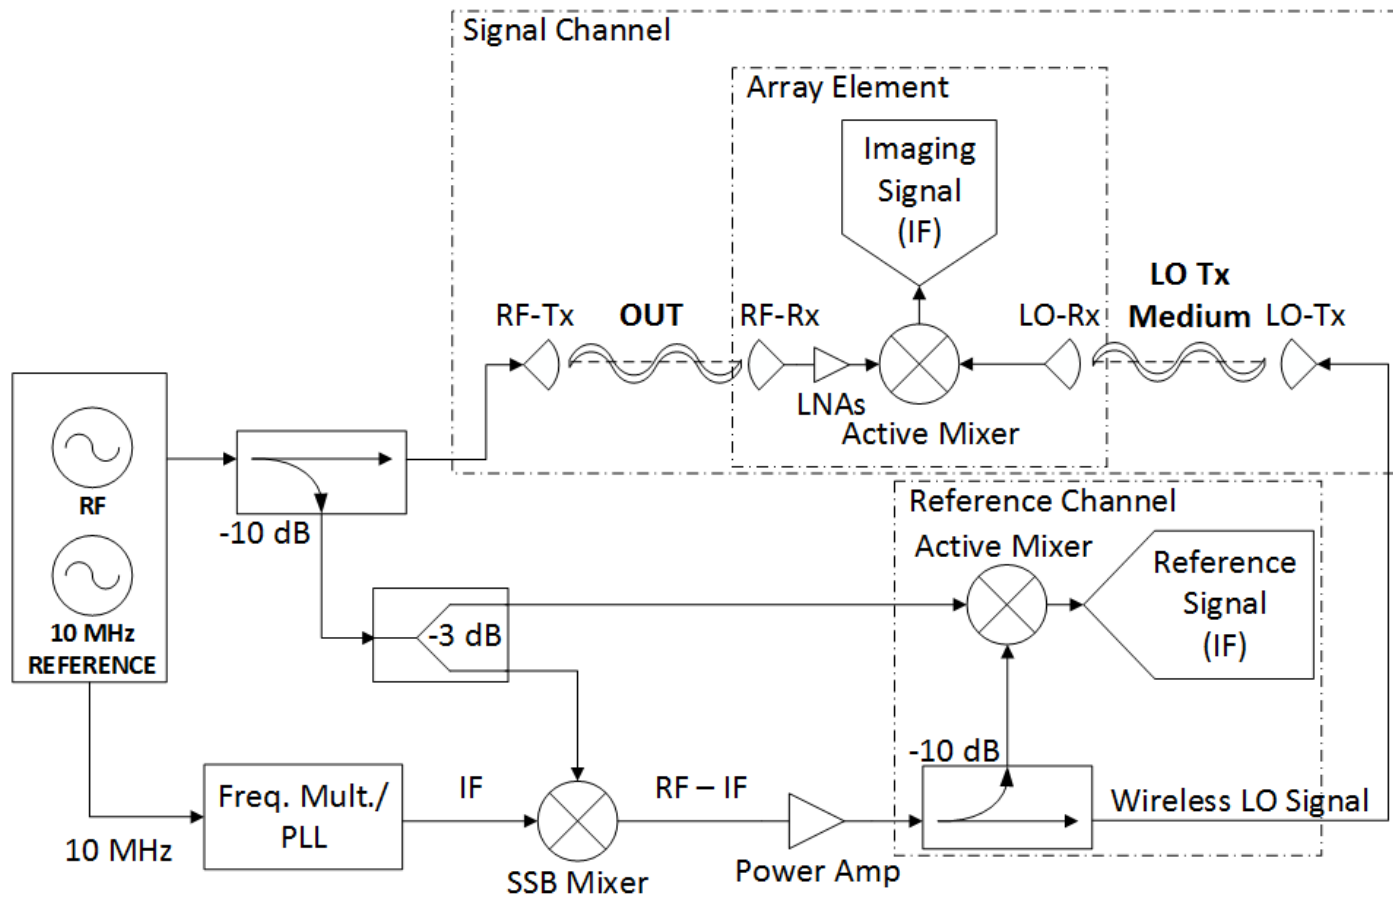 Signal Channel
Array Element
Imaging
Signal
(IF)
LO Tx
Medium
RF-Tx
OUT
RF-Rx
LO-Rx
LO-Tx
LNAs
Active Mixer
RF
10 MHz
REFERENCE
-10 dB
-3 dB
Reference Channel
Active Mixer
Reference
Signal
(IF)
-10 dB
Wireless LO Signal
10 MHz
Freq. Mult./
PLL
IF
SSB Mixer
RF – IF
Power Amp